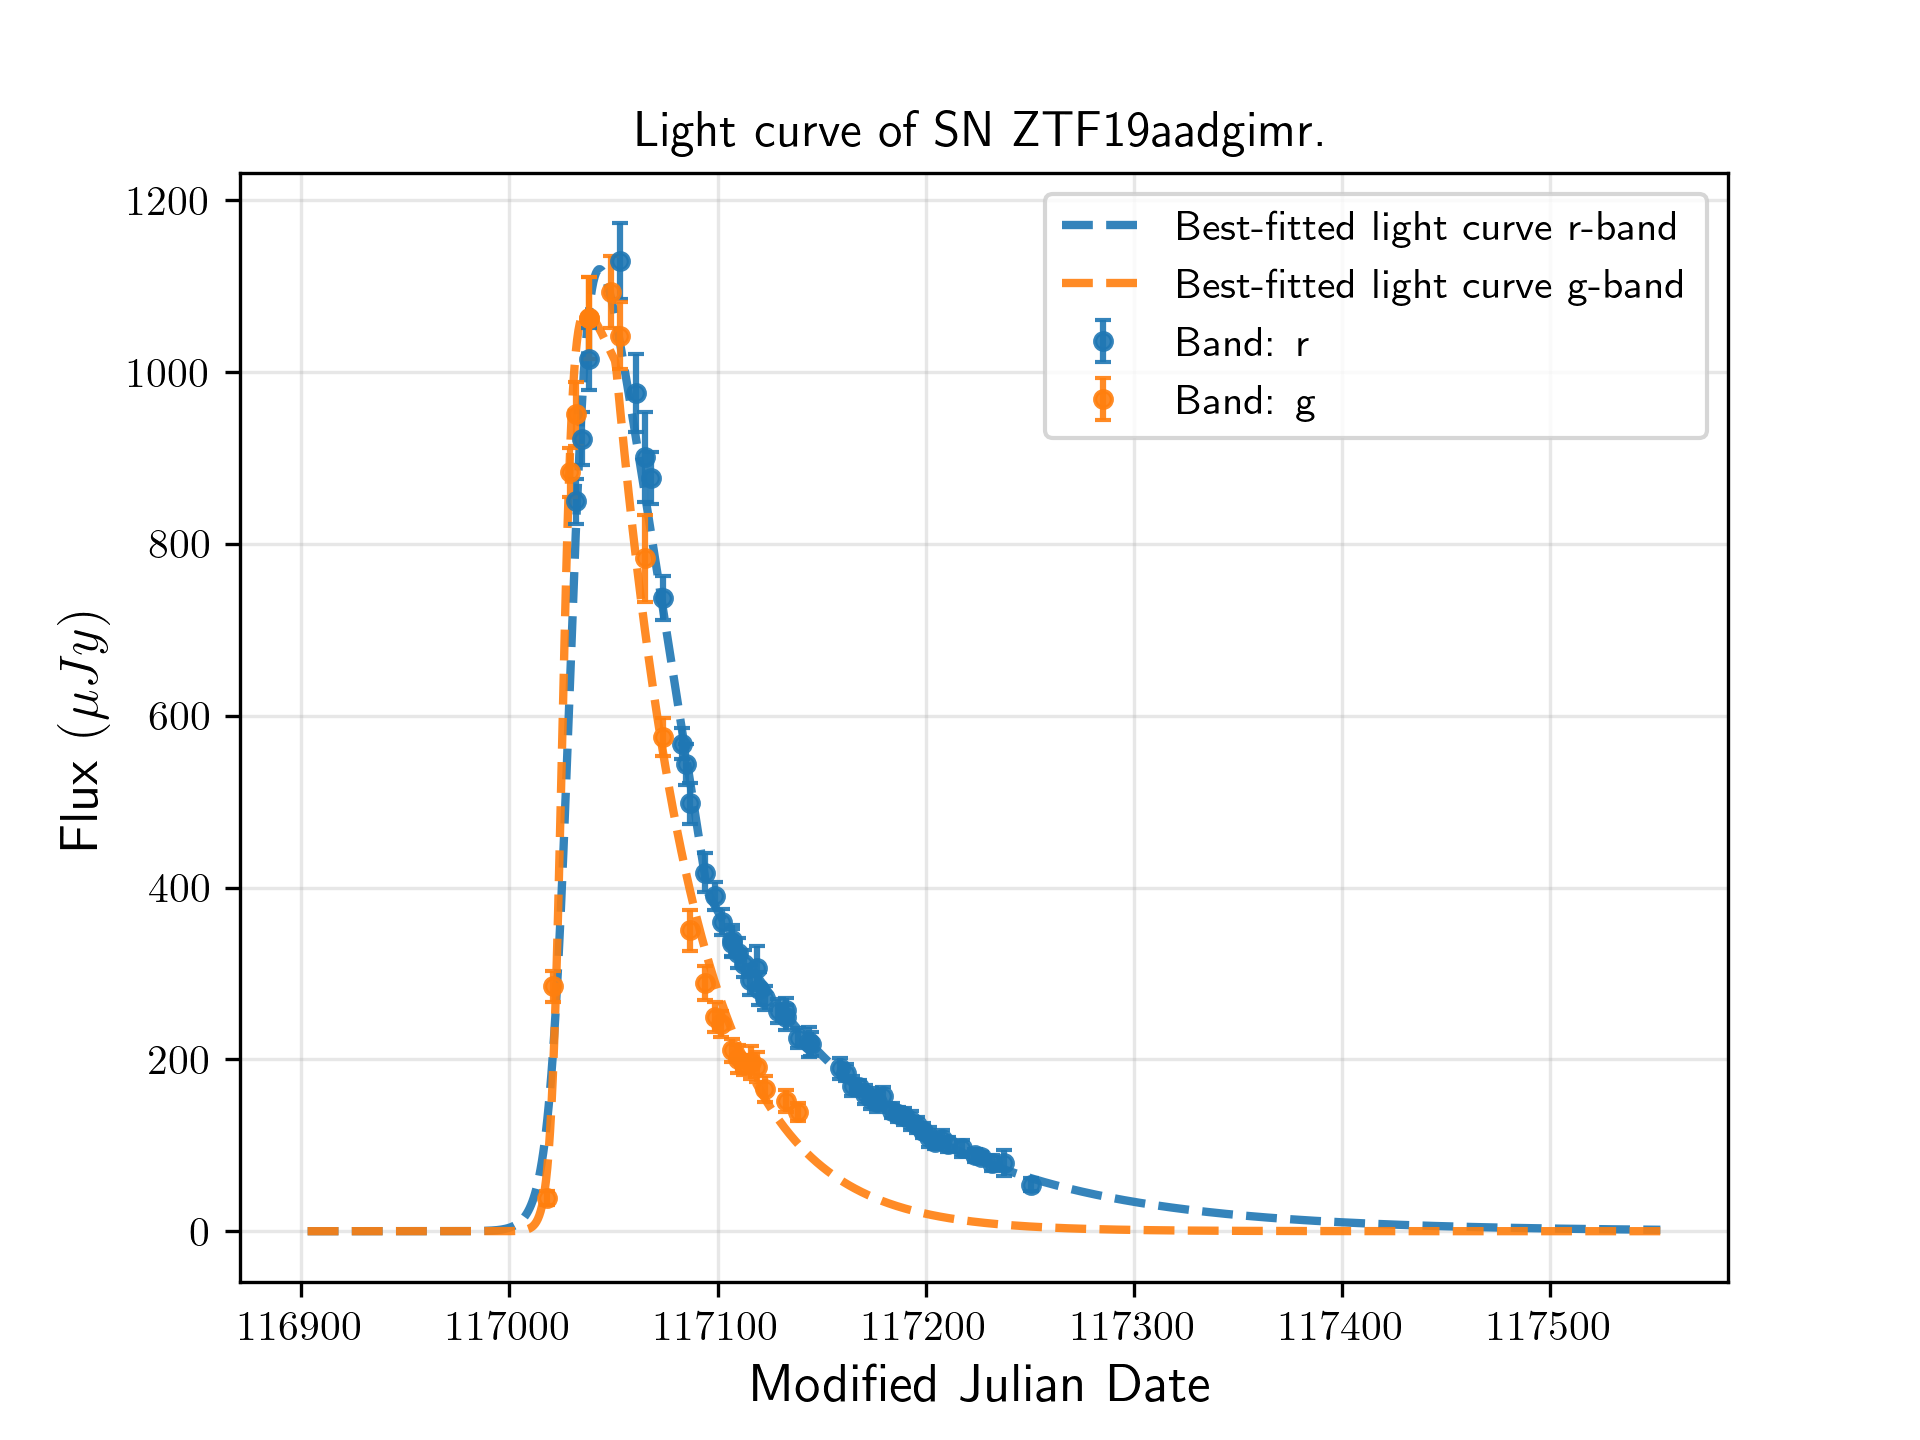 Light curve of SN ZTF19aadgimr.
1200
1000
800
600
400
200
0
Flux (μJy)
Best-fitted light curve r-band
Best-fitted light curve g-band
Band: r
Band: g
116900 117000 117100 117200 117300 117400 117500
Modified Julian Date